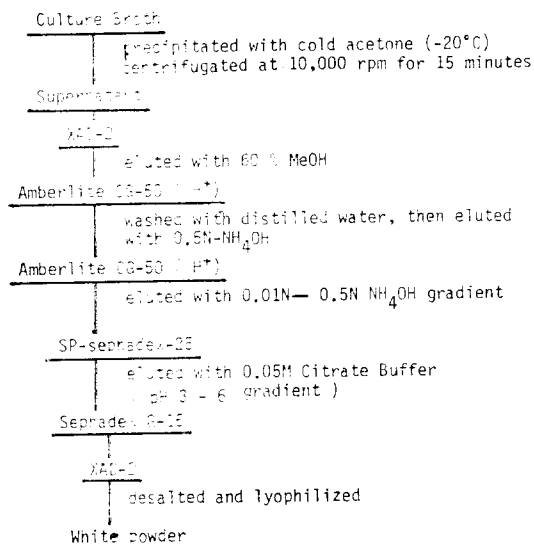 Culture Broth
precipitated with cold acetone (-20°C)
centrifugated at 10,000 rpm for 15 minutes
Supernatant
XAD-2
eluted with 60 % MeOH
Amberlite CG-50 ( H⁺)
washed with distilled water, then eluted
with 0.5N-NH₄OH
Amberlite CG-50 ( H⁺)
eluted with 0.01N— 0.5N NH₄OH gradient
SP-sephadex-25
eluted with 0.05M Citrate Buffer
( pH 3 - 6 gradient )
Sepradex G-15
XAD-2
desalted and lyophilized
White powder